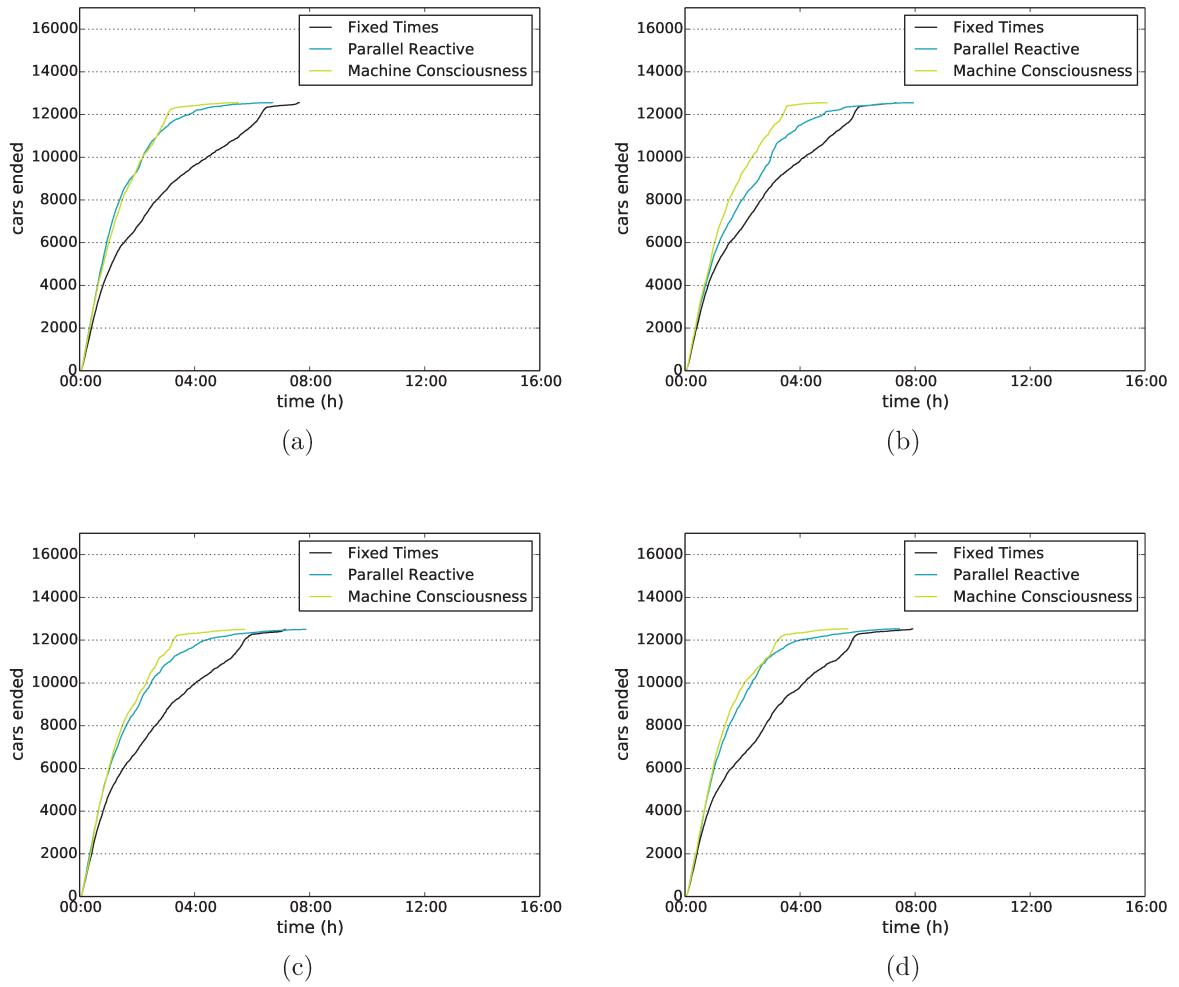 16000
14000
12000
10000
8000
6000
4000
2000
0
cars ended
Fixed Times
Parallel Reactive
Machine Consciousness
00:00 04:00 08:00 12:00 16:00
time (h)
(a)
16000
14000
12000
10000
8000
6000
4000
2000
0
cars ended
Fixed Times
Parallel Reactive
Machine Consciousness
00:00 04:00 08:00 12:00 16:00
time (h)
(b)
16000
14000
12000
10000
8000
6000
4000
2000
0
cars ended
Fixed Times
Parallel Reactive
Machine Consciousness
00:00 04:00 08:00 12:00 16:00
time (h)
(c)
16000
14000
12000
10000
8000
6000
4000
2000
0
cars ended
Fixed Times
Parallel Reactive
Machine Consciousness
00:00 04:00 08:00 12:00 16:00
time (h)
(d)